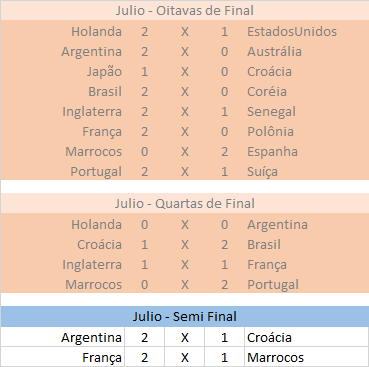 Julio - Oitavas de Final
Holanda 2 X 1 EstadosUnidos
Argentina 2 X 0 Austrália
Japão 1 X 0 Croácia
Brasil 2 X 0 Coréia
Inglaterra 2 X 1 Senegal
França 2 X 0 Polônia
Marrocos 0 X 2 Espanha
Portugal 2 X 1 Suíça
Julio - Quartas de Final
Holanda 0 X 0 Argentina
Croácia 1 X 2 Brasil
Inglaterra 1 X 1 França
Marrocos 0 X 2 Portugal
Julio - Semi Final
Argentina 2 X 1 Croácia
França 2 X 1 Marrocos